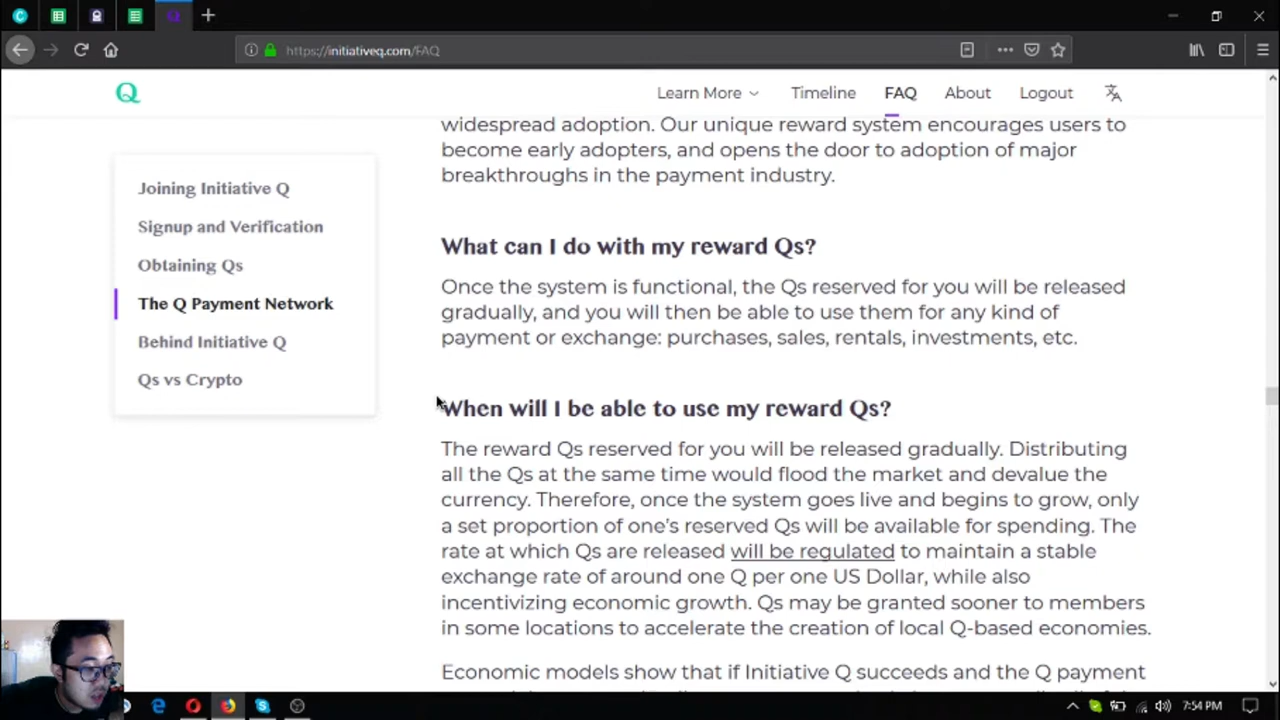 https://initiativeq.com/FAQ
Q
Learn More
Timeline
FAQ
About
Logout
Joining Initiative Q
Signup and Verification
Obtaining Qs
The Q Payment Network
Behind Initiative Q
Qs vs Crypto
widespread adoption. Our unique reward system encourages users to
become early adopters, and opens the door to adoption of major
breakthroughs in the payment industry.
What can I do with my reward Qs?
Once the system is functional, the Qs reserved for you will be released
gradually, and you will then be able to use them for any kind of
payment or exchange: purchases, sales, rentals, investments, etc.
When will I be able to use my reward Qs?
The reward Qs reserved for you will be released gradually. Distributing
all the Qs at the same time would flood the market and devalue the
currency. Therefore, once the system goes live and begins to grow, only
a set proportion of one's reserved Qs will be available for spending. The
rate at which Qs are released will be regulated to maintain a stable
exchange rate of around one Q per one US Dollar, while also
incentivizing economic growth. Qs may be granted sooner to members
in some locations to accelerate the creation of local Q-based economies.
Economic models show that if Initiative Q succeeds and the Q payment
7:54 PM